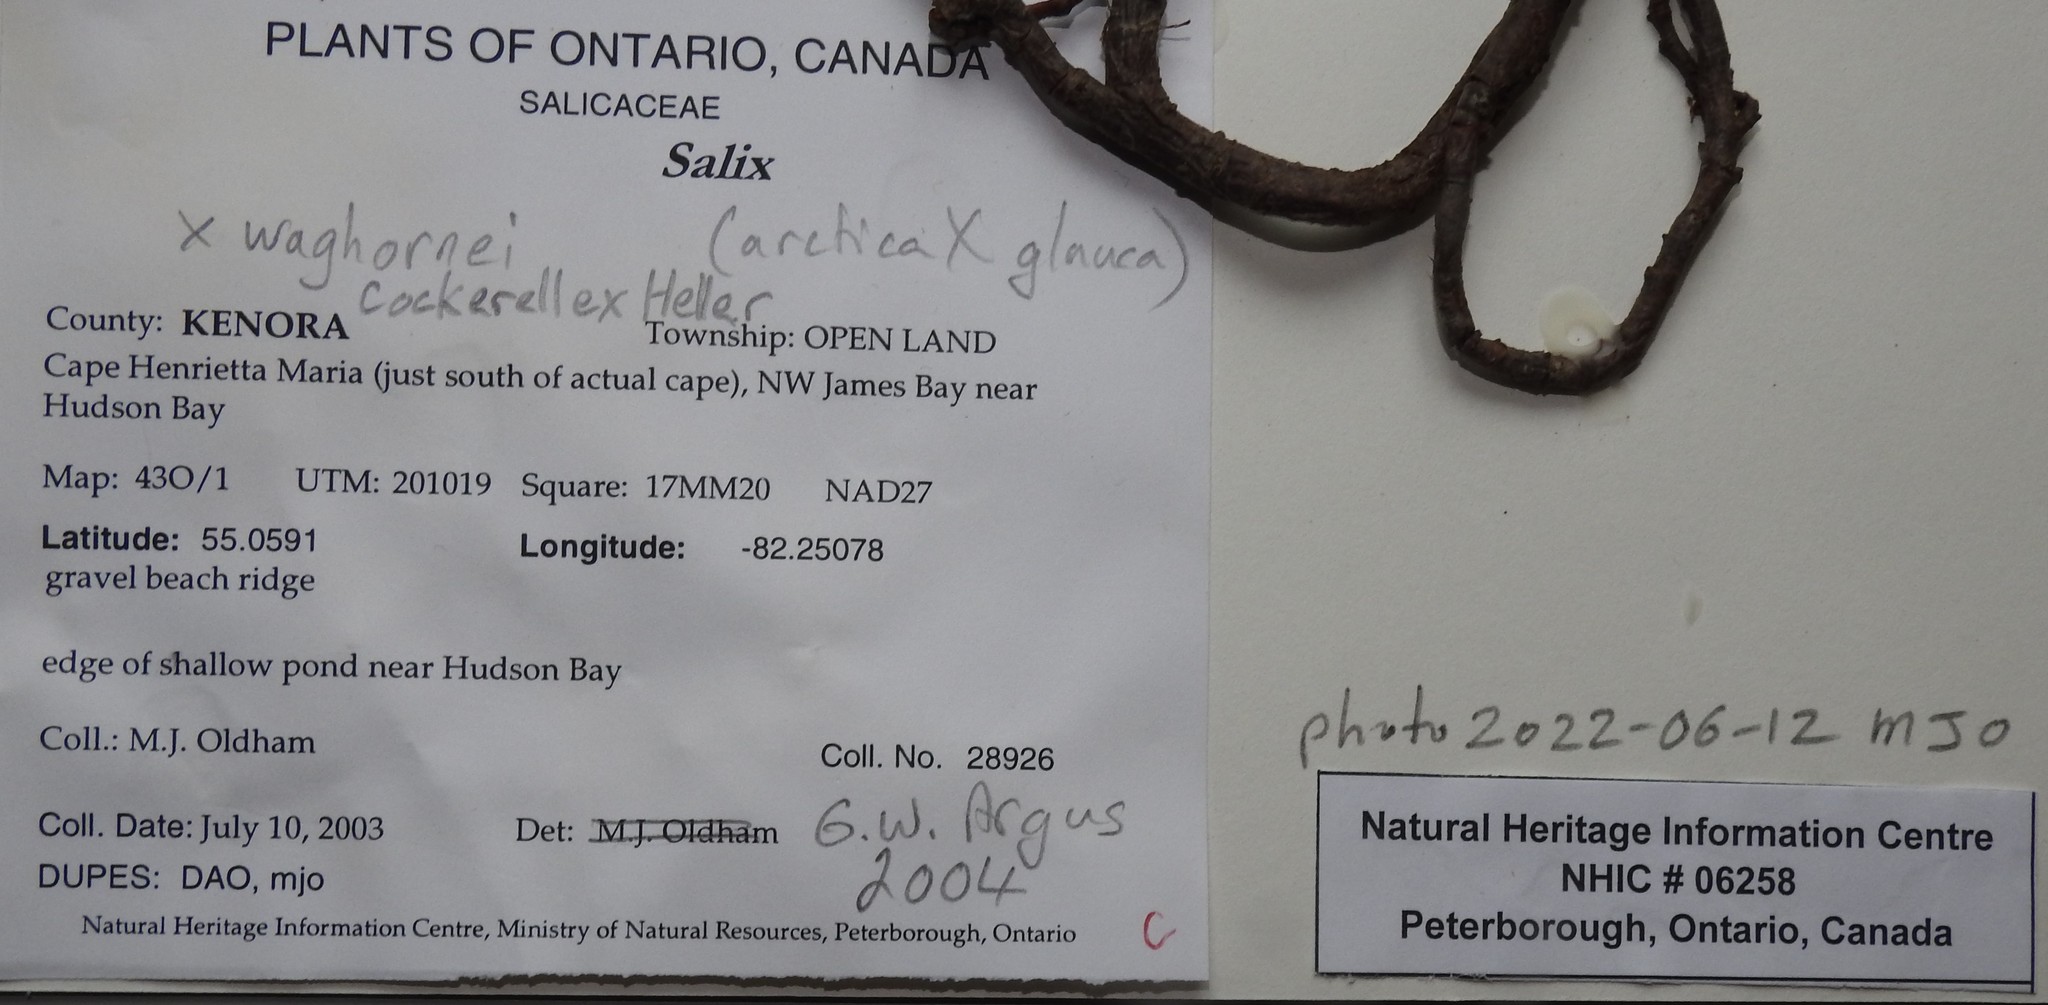 PLANTS OF ONTARIO, CANADA
SALICACEAE
Salix
x waghornei (arctica X glauca)
Cockerell ex Heller
County: KENORA Township: OPEN LAND
Cape Henrietta Maria (just south of actual cape), NW James Bay near
Hudson Bay
Map: 43O/1 UTM: 201019 Square: 17MM20 NAD27
Latitude: 55.0591 Longitude: -82.25078
gravel beach ridge
edge of shallow pond near Hudson Bay
Coll.: M.J. Oldham Coll. No. 28926
Coll. Date: July 10, 2003 Det: M.J. Oldham G.W. Argus
2004
DUPES: DAO, mjo
Natural Heritage Information Centre, Ministry of Natural Resources, Peterborough, Ontario C
photo 2022-06-12 MJO
Natural Heritage Information Centre
NHIC # 06258
Peterborough, Ontario, Canada